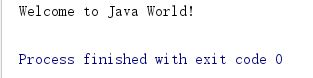 Welcome to Java World!
Process finished with exit code 0